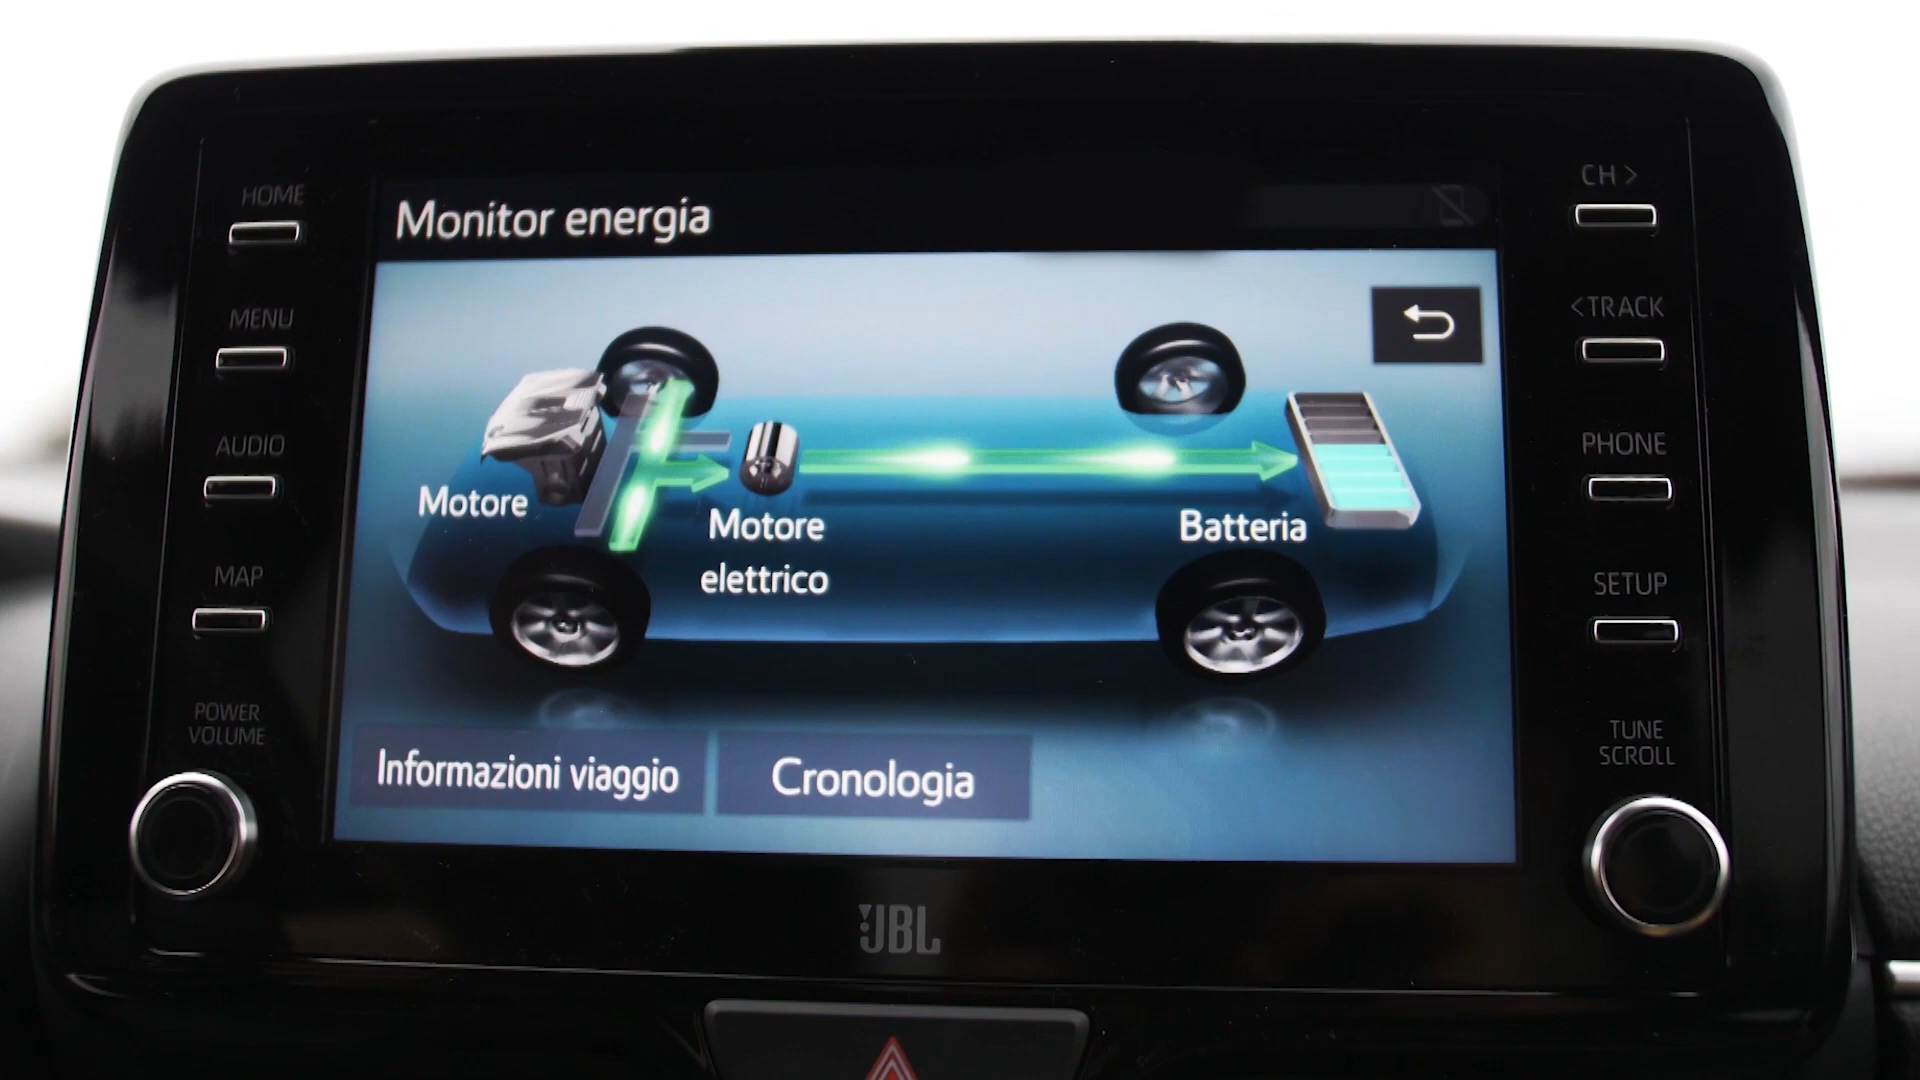 HOME
MENU
AUDIO
MAP
POWER
VOLUME
Monitor energia
Motore
Motore
elettrico
Batteria
Informazioni viaggio
Cronologia
CH >
<TRACK
PHONE
SETUP
TUNE
SCROLL
JBL